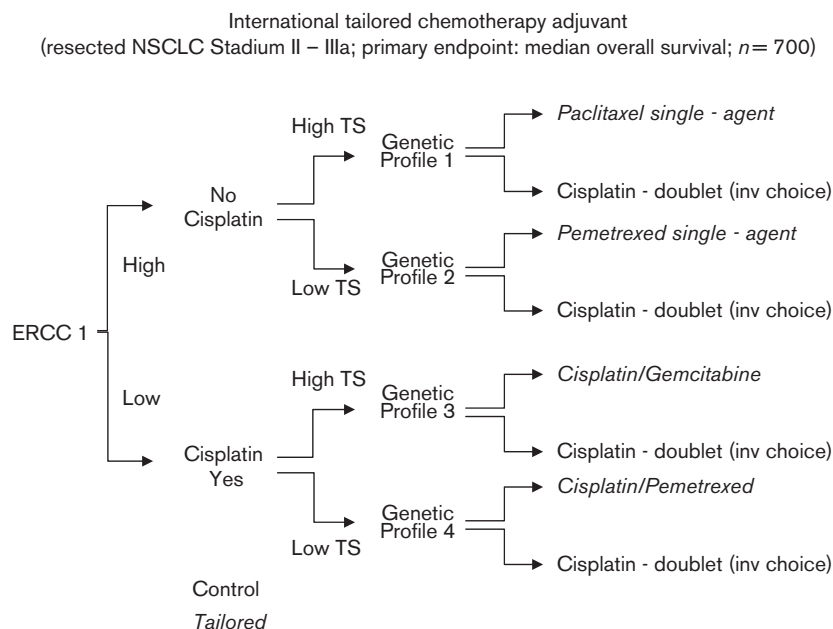 International tailored chemotherapy adjuvant
(resected NSCLC Stadium II – IIIa; primary endpoint: median overall survival; n = 700)
ERCC 1
High
Low
No
Cisplatin
Cisplatin
Yes
High TS
Low TS
High TS
Low TS
Genetic
Profile 1
Genetic
Profile 2
Genetic
Profile 3
Genetic
Profile 4
Paclitaxel single - agent
Cisplatin - doublet (inv choice)
Pemetrexed single - agent
Cisplatin - doublet (inv choice)
Cisplatin/Gemcitabine
Cisplatin - doublet (inv choice)
Cisplatin/Pemetrexed
Cisplatin - doublet (inv choice)
Control
Tailored